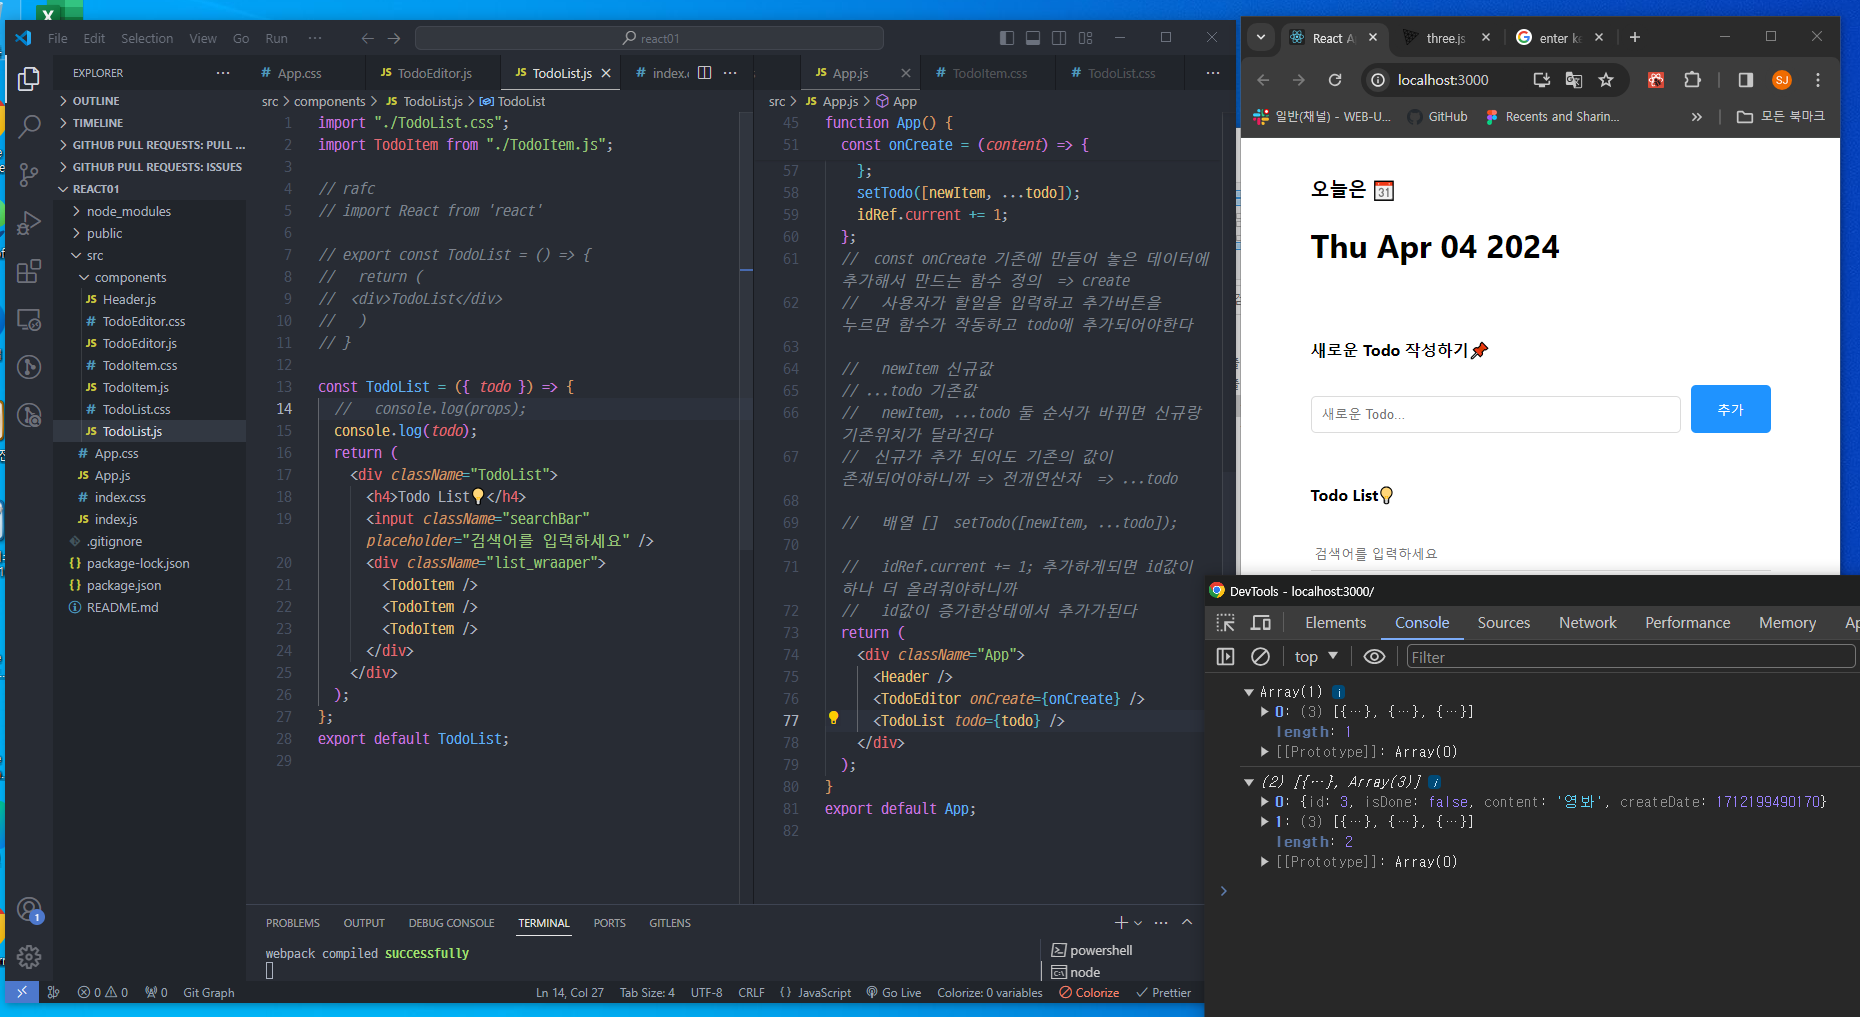 File Edit Selection View Go Run ··· react01
EXPLORER ···
OUTLINE
TIMELINE
GITHUB PULL REQUESTS: PULL ...
GITHUB PULL REQUESTS: ISSUES
REACT01
node_modules
public
src
components
JS Header.js
# TodoEditor.css
JS TodoEditor.js
# TodoItem.css
JS TodoItem.js
# TodoList.css
JS TodoList.js
# App.css
JS App.js
# index.css
JS index.js
.gitignore
{} package-lock.json
{} package.json
README.md
# App.css JS TodoEditor.js JS TodoList.js # index.
src > components > JS TodoList.js > TodoList
1 import "./TodoList.css";
2 import TodoItem from "./TodoItem.js";
3
4 // rafc
5 // import React from 'react'
6
7 // export const TodoList = () => {
8 //   return (
9 //  <div>TodoList</div>
10 //   )
11 // }
12
13 const TodoList = ({ todo }) => {
14 //   console.log(props);
15 console.log(todo);
16 return (
17 <div className="TodoList">
18 <h4>Todo List💡</h4>
19 <input className="searchBar"
placeholder="검색어를 입력하세요" />
20 <div className="list_wraaper">
21 <TodoItem />
22 <TodoItem />
23 <TodoItem />
24 </div>
25 </div>
26 );
27 };
28 export default TodoList;
29
JS App.js # TodoItem.css # TodoList.css ···
src > JS App.js > App
45 function App() {
51 const onCreate = (content) => {
57 };
58 setTodo([newItem, ...todo]);
59 idRef.current += 1;
60 };
61 //  const onCreate 기존에 만들어 놓은 데이터에
추가해서 만드는 함수 정의  => create
62 //   사용자가 할일을 입력하고 추가버튼을
누르면 함수가 작동하고 todo에 추가되어야한다
63
64 //   newItem 신규값
65 // ...todo 기존값
66 //   newItem, ...todo 둘 순서가 바뀌면 신규랑
기존위치가 달라진다
67 //  신규가 추가 되어도 기존의 값이
존재되어야하니까 => 전개연산자  => ...todo
68
69 //   배열 []  setTodo([newItem, ...todo]);
70
71 //   idRef.current += 1; 추가하게되면 id값이
하나 더 올려줘야하니까
72 //   id값이 증가한상태에서 추가가된다
73 return (
74 <div className="App">
75 <Header />
76 <TodoEditor onCreate={onCreate} />
77 <TodoList todo={todo} />
78 </div>
79 );
80 }
81 export default App;
82
PROBLEMS OUTPUT DEBUG CONSOLE TERMINAL PORTS GITLENS
webpack compiled successfully
powershell
node
1
0 0 0 Git Graph Ln 14, Col 27 Tab Size: 4 UTF-8 CRLF {} JavaScript Go Live Colorize: 0 variables Colorize Prettier
React A three.js enter ke
localhost:3000 SJ
일반(채널) - WEB-U... GitHub Recents and Sharin... » 모든 북마크
오늘은 📅
Thu Apr 04 2024
새로운 Todo 작성하기📌
새로운 Todo... 추가
Todo List💡
검색어를 입력하세요
DevTools - localhost:3000/
Elements Console Sources Network Performance Memory Ap
top Filter
Array(1) i
0: (3) [{…}, {…}, {…}]
length: 1
[[Prototype]]: Array(0)
(2) [{…}, Array(3)] i
0: {id: 3, isDone: false, content: '영봐', createDate: 1712199490170}
1: (3) [{…}, {…}, {…}]
length: 2
[[Prototype]]: Array(0)